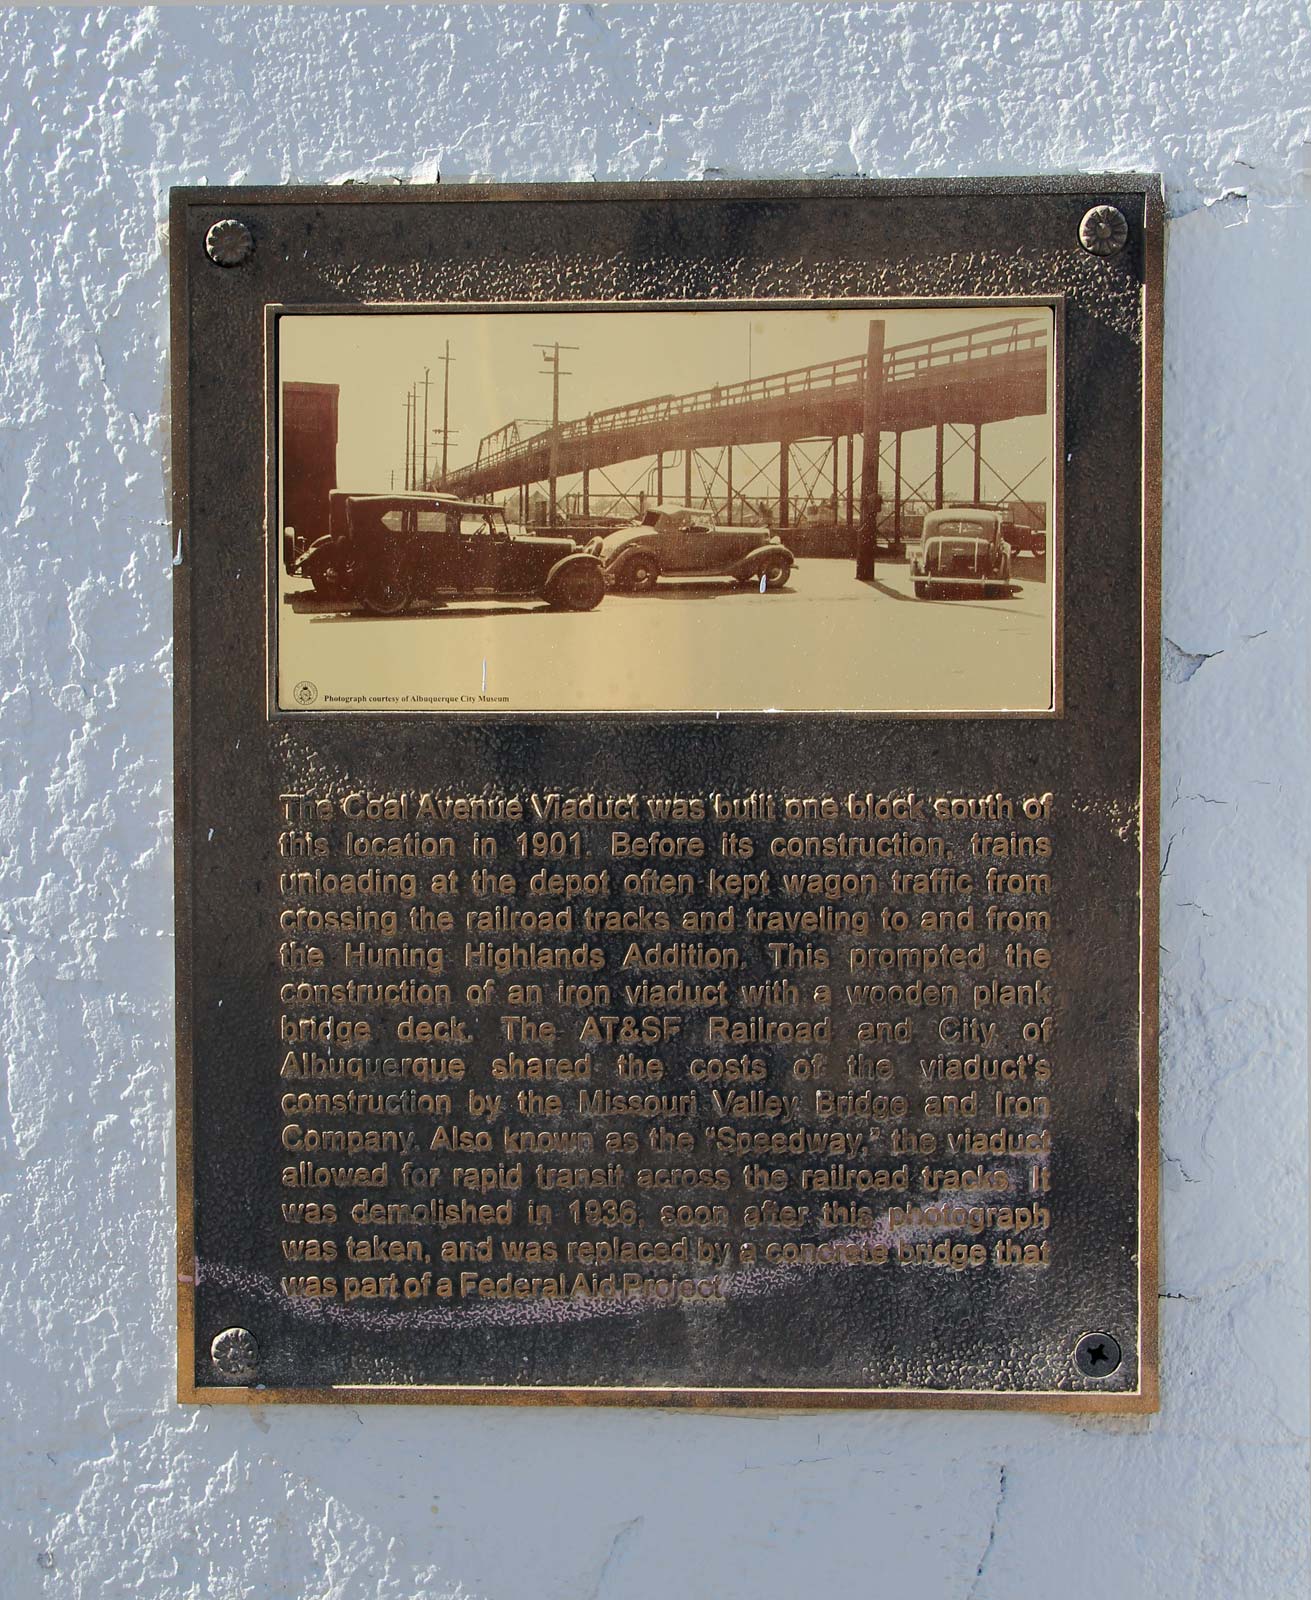 Photograph courtesy of Albuquerque City Museum
The Coal Avenue Viaduct was built one block south of
this location in 1901. Before its construction, trains
unloading at the depot often kept wagon traffic from
crossing the railroad tracks and traveling to and from
the Huning Highlands Addition. This prompted the
construction of an iron viaduct with a wooden plank
bridge deck. The AT&SF Railroad and City of
Albuquerque shared the costs of the viaduct's
construction by the Missouri Valley Bridge and Iron
Company. Also known as the "Speedway," the viaduct
allowed for rapid transit across the railroad tracks. It
was demolished in 1936, soon after this photograph
was taken, and was replaced by a concrete bridge that
was part of a Federal Aid Project.